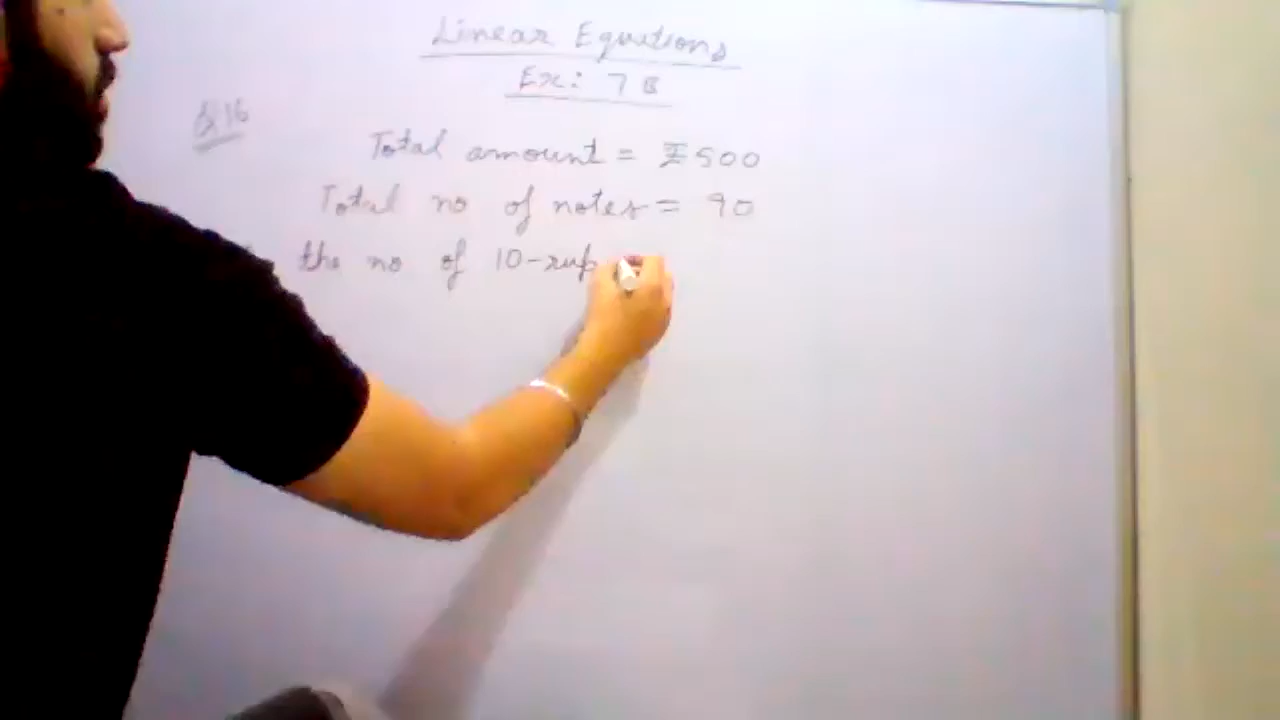 Linear Equations
Ex: 7B
Q16
Total amount = ₹500
Total no of notes = 90
the no of 10-rup